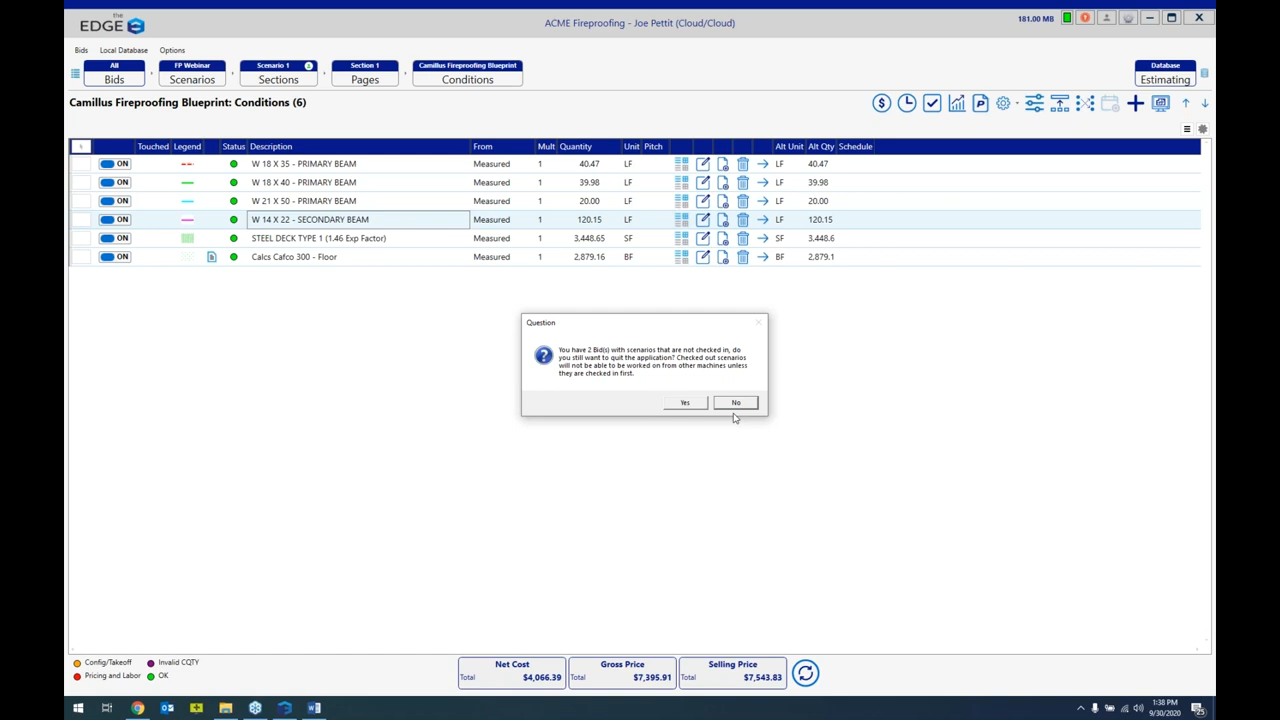 the
EDGE
ACME Fireproofing - Joe Pettit (Cloud/Cloud)
181.00 MB
Bids Local Database Options
All
Bids
FP Webinar
Scenarios
Scenario 1
Sections
Section 1
Pages
Camillus Fireproofing Blueprint
Conditions
Database
Estimating
Camillus Fireproofing Blueprint: Conditions (6)
Touched Legend Status Description From Mult Quantity Unit Pitch Alt Unit Alt Qty Schedule
ON W 18 X 35 - PRIMARY BEAM Measured 1 40.47 LF LF 40.47
ON W 18 X 40 - PRIMARY BEAM Measured 1 39.98 LF LF 39.98
ON W 21 X 50 - PRIMARY BEAM Measured 1 20.00 LF LF 20.00
ON W 14 X 22 - SECONDARY BEAM Measured 1 120.15 LF LF 120.15
ON STEEL DECK TYPE 1 (1.46 Exp Factor) Measured 1 3,448.65 SF SF 3,448.6
ON Calcs Cafco 300 - Floor Measured 1 2,879.16 BF BF 2,879.1
Question
You have 2 Bid(s) with scenarios that are not checked in, do
you still want to quit the application? Checked out scenarios
will not be able to be worked on from other machines unless
they are checked in first.
Yes No
Config/Takeoff Invalid CQTY
Pricing and Labor OK
Net Cost
Total $4,066.39
Gross Price
Total $7,395.91
Selling Price
Total $7,543.83
1:38 PM
9/30/2020
25